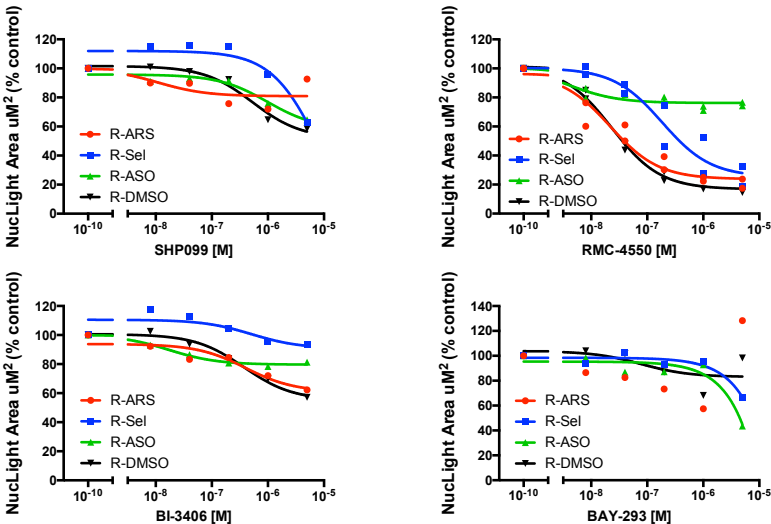 NucLight Area uM² (% control)
120
100
80
60
40
20
0
R-ARS
R-Sel
R-ASO
R-DMSO
10⁻¹⁰ 10⁻⁸ 10⁻⁷ 10⁻⁶ 10⁻⁵
SHP099 [M]
NucLight Area uM² (% control)
120
100
80
60
40
20
0
R-ARS
R-Sel
R-ASO
R-DMSO
10⁻¹⁰ 10⁻⁸ 10⁻⁷ 10⁻⁶ 10⁻⁵
RMC-4550 [M]
NucLight Area uM² (% control)
120
100
80
60
40
20
0
R-ARS
R-Sel
R-ASO
R-DMSO
10⁻¹⁰ 10⁻⁸ 10⁻⁷ 10⁻⁶ 10⁻⁵
BI-3406 [M]
NucLight Area uM² (% control)
140
120
100
80
60
40
20
0
R-ARS
R-Sel
R-ASO
R-DMSO
10⁻¹⁰ 10⁻⁸ 10⁻⁷ 10⁻⁶ 10⁻⁵
BAY-293 [M]